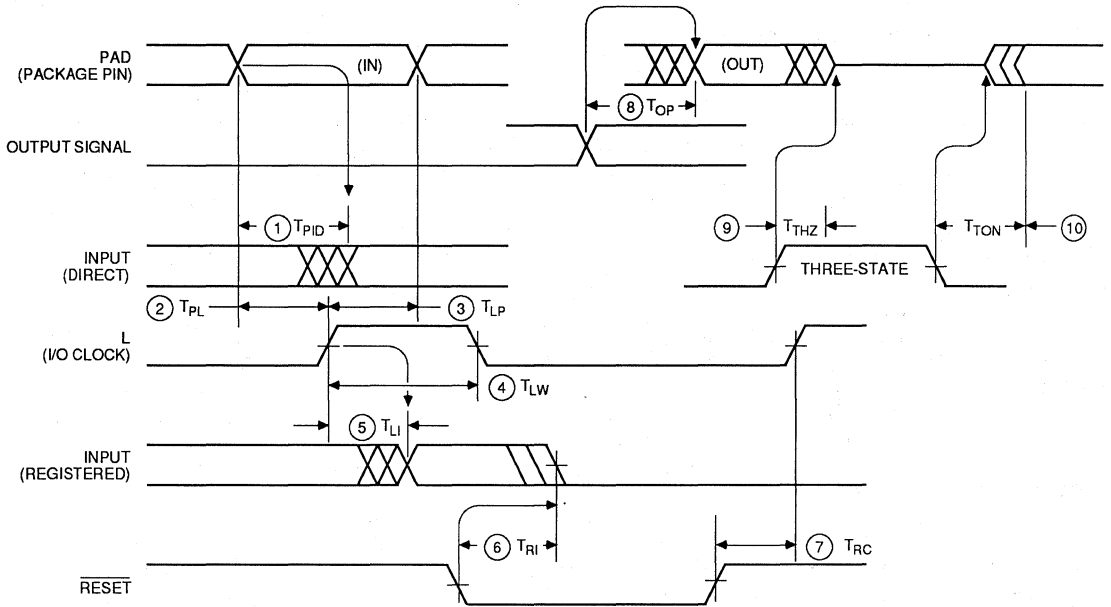 PAD
(PACKAGE PIN)
(IN)
(OUT)
8 TOP
OUTPUT SIGNAL
1 TPID
9 TTHZ
TTON 10
INPUT
(DIRECT)
THREE-STATE
2 TPL
3 TLP
L
(I/O CLOCK)
4 TLW
5 TLI
INPUT
(REGISTERED)
6 TRI
7 TRC
RESET